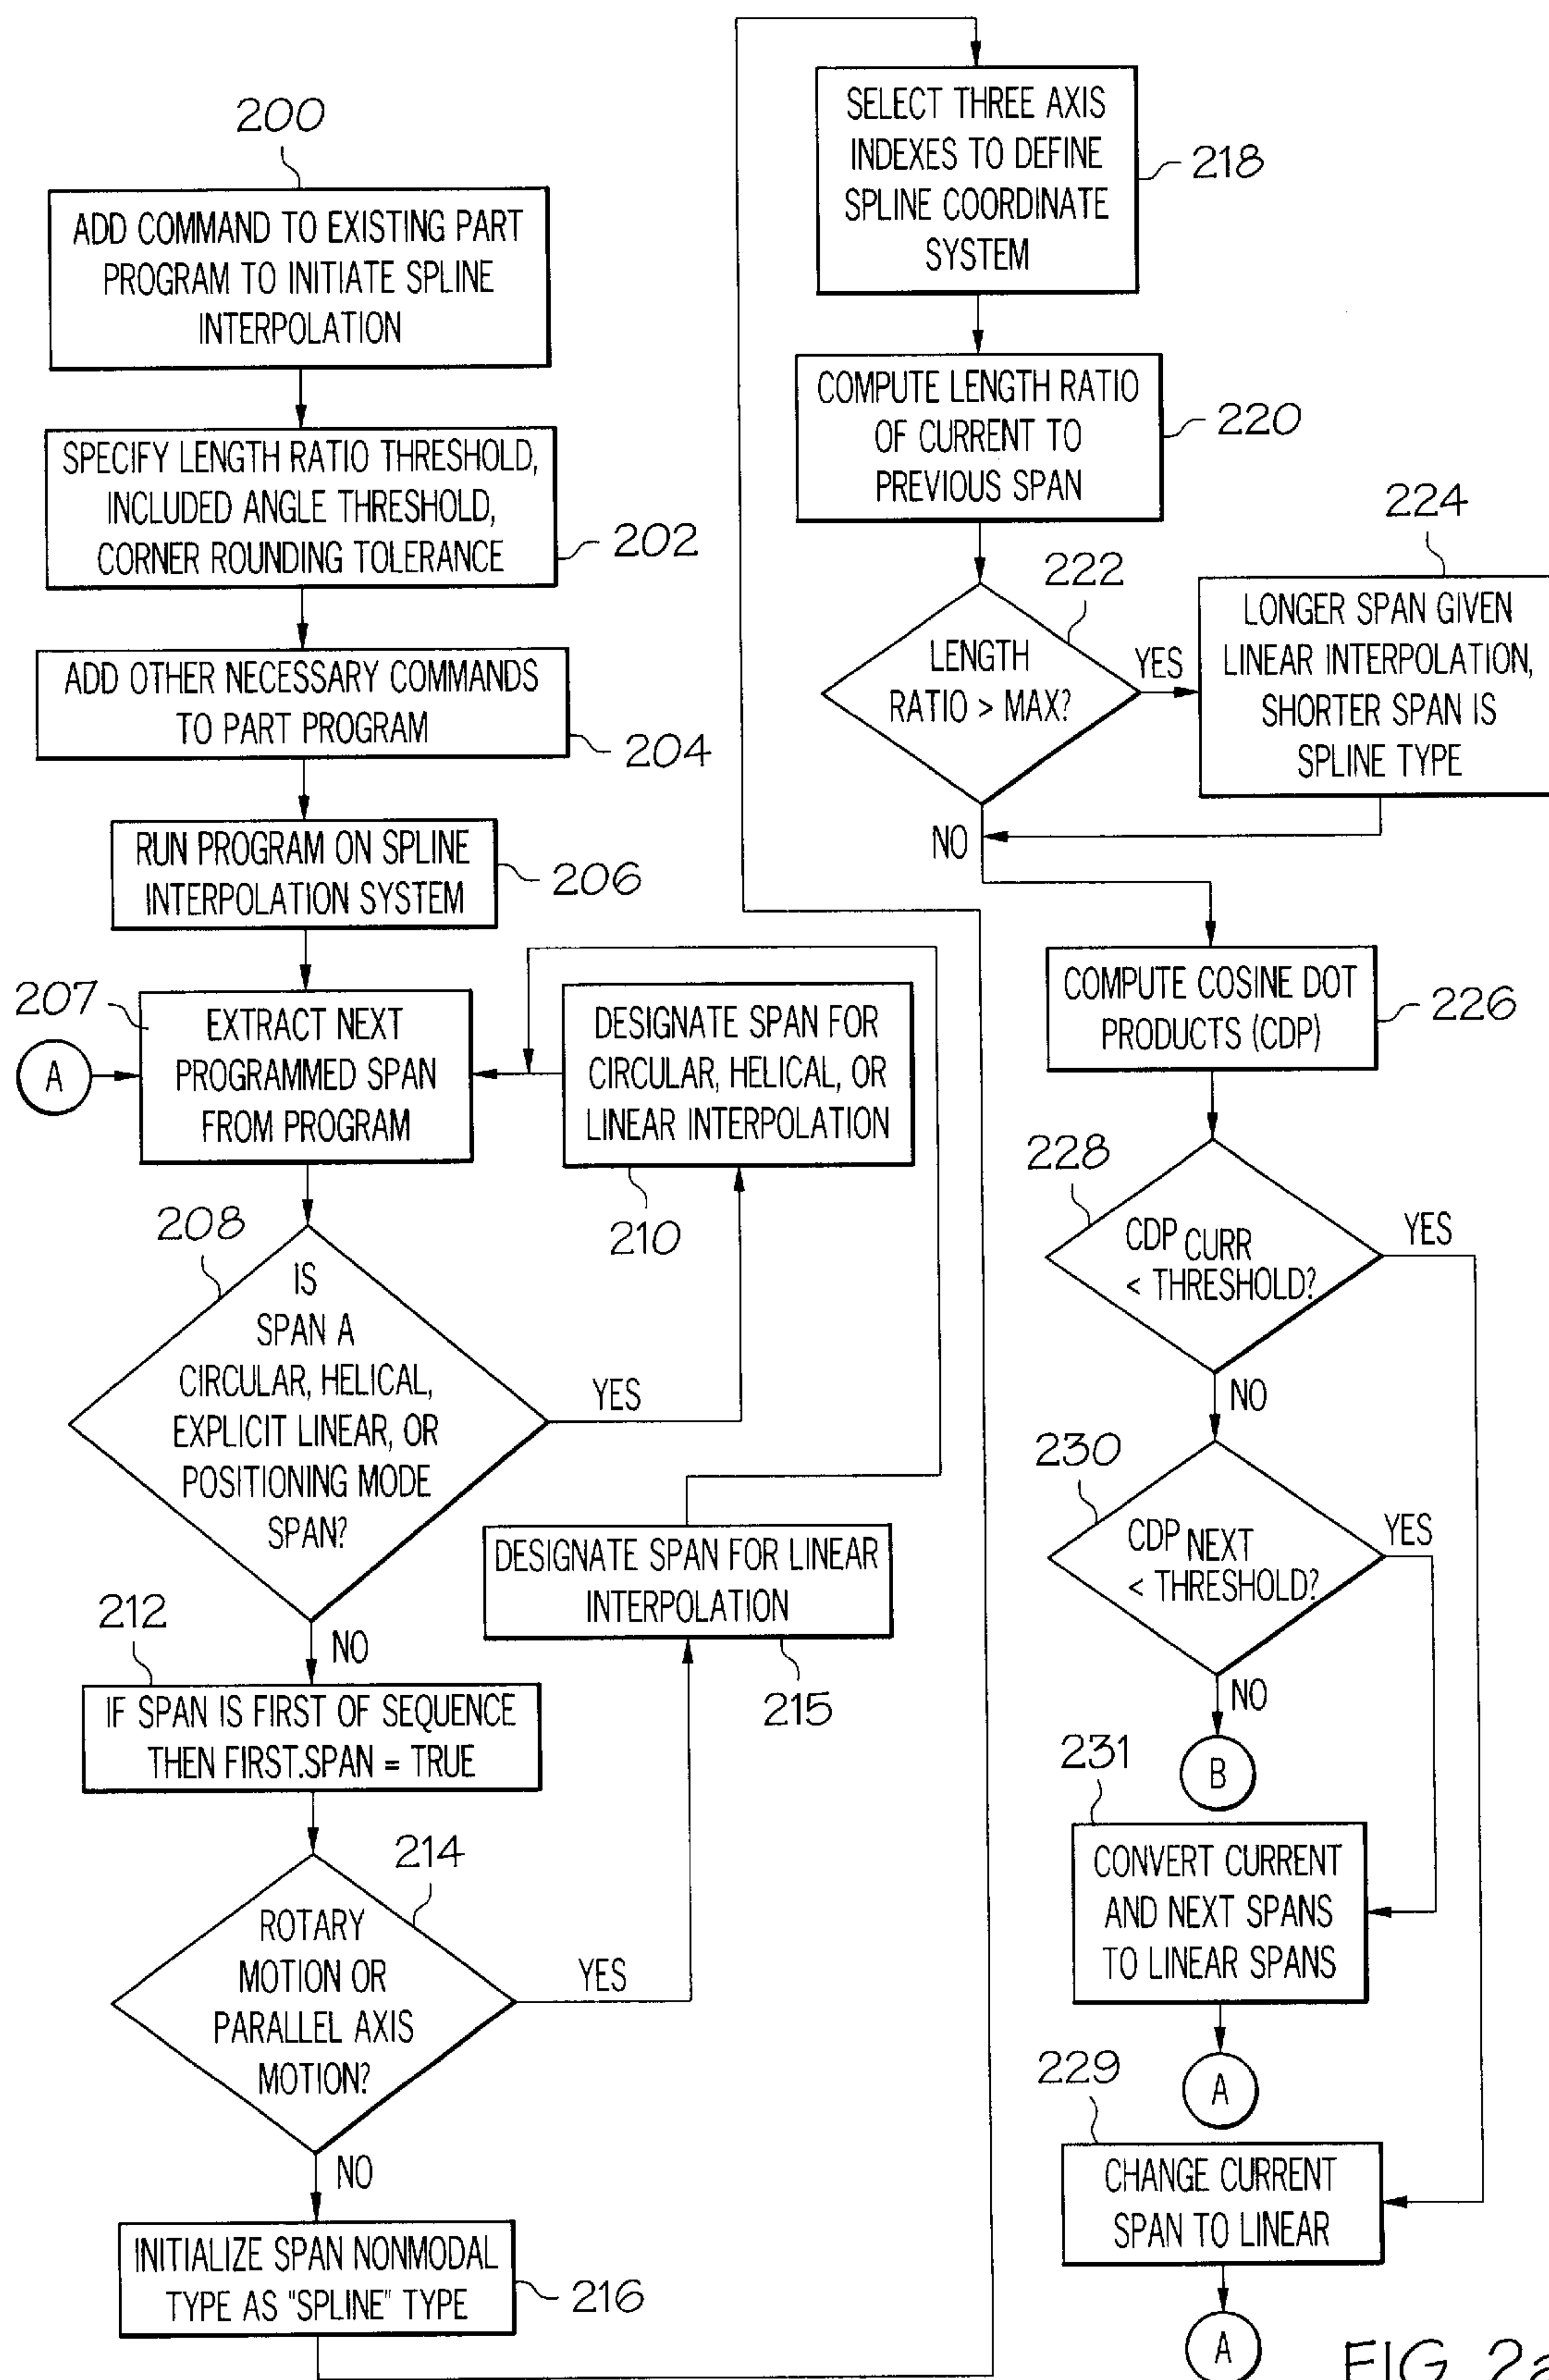 200
ADD COMMAND TO EXISTING PART
PROGRAM TO INITIATE SPLINE
INTERPOLATION
SPECIFY LENGTH RATIO THRESHOLD,
INCLUDED ANGLE THRESHOLD,
CORNER ROUNDING TOLERANCE
202
ADD OTHER NECESSARY COMMANDS
TO PART PROGRAM
204
RUN PROGRAM ON SPLINE
INTERPOLATION SYSTEM
206
207
A
EXTRACT NEXT
PROGRAMMED SPAN
FROM PROGRAM
DESIGNATE SPAN FOR
CIRCULAR, HELICAL, OR
LINEAR INTERPOLATION
210
208
IS
SPAN A
CIRCULAR, HELICAL,
EXPLICIT LINEAR, OR
POSITIONING MODE
SPAN?
YES
NO
212
IF SPAN IS FIRST OF SEQUENCE
THEN FIRST.SPAN = TRUE
DESIGNATE SPAN FOR LINEAR
INTERPOLATION
215
214
ROTARY
MOTION OR
PARALLEL AXIS
MOTION?
YES
NO
INITIALIZE SPAN NONMODAL
TYPE AS "SPLINE" TYPE
216
SELECT THREE AXIS
INDEXES TO DEFINE
SPLINE COORDINATE
SYSTEM
218
COMPUTE LENGTH RATIO
OF CURRENT TO
PREVIOUS SPAN
220
222
LENGTH
RATIO > MAX?
YES
NO
224
LONGER SPAN GIVEN
LINEAR INTERPOLATION,
SHORTER SPAN IS
SPLINE TYPE
COMPUTE COSINE DOT
PRODUCTS (CDP)
226
228
CDP CURR
< THRESHOLD?
YES
NO
230
CDP NEXT
< THRESHOLD?
YES
NO
B
231
CONVERT CURRENT
AND NEXT SPANS
TO LINEAR SPANS
A
229
CHANGE CURRENT
SPAN TO LINEAR
A
FIG. 2a